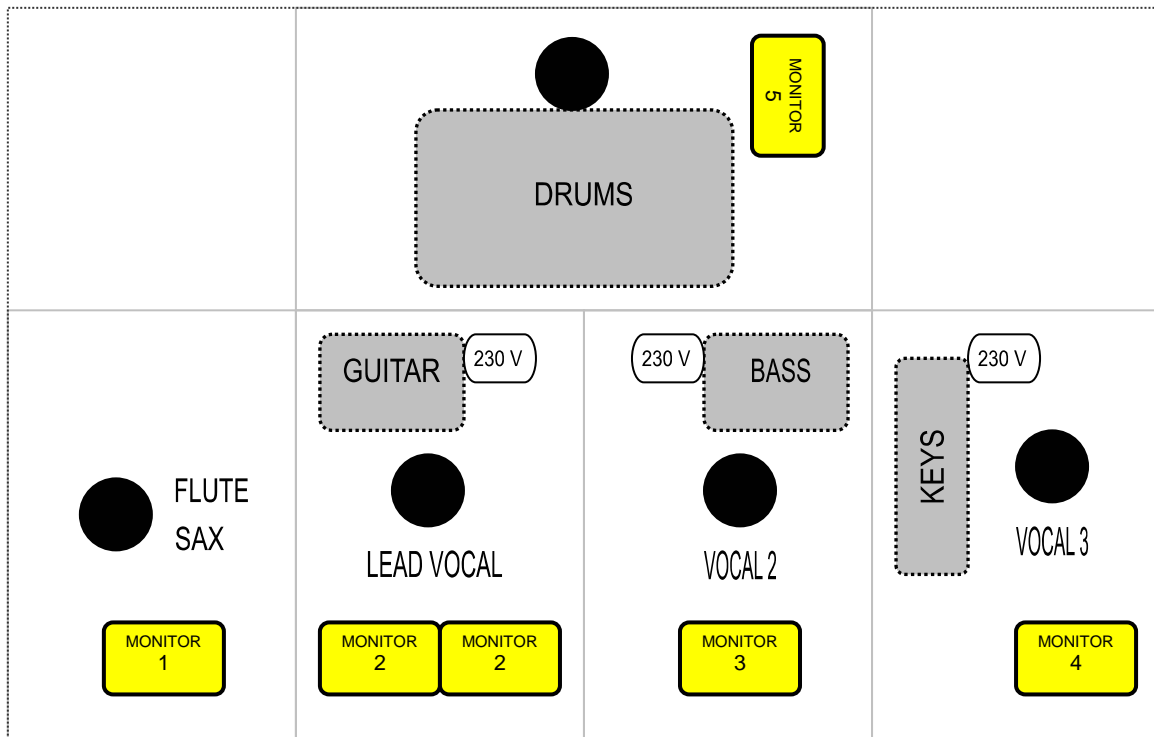 MONITOR
5
DRUMS
GUITAR
230 V
230 V
BASS
230 V
KEYS
FLUTE
SAX
LEAD VOCAL
VOCAL 2
VOCAL 3
MONITOR
1
MONITOR
2
MONITOR
2
MONITOR
3
MONITOR
4